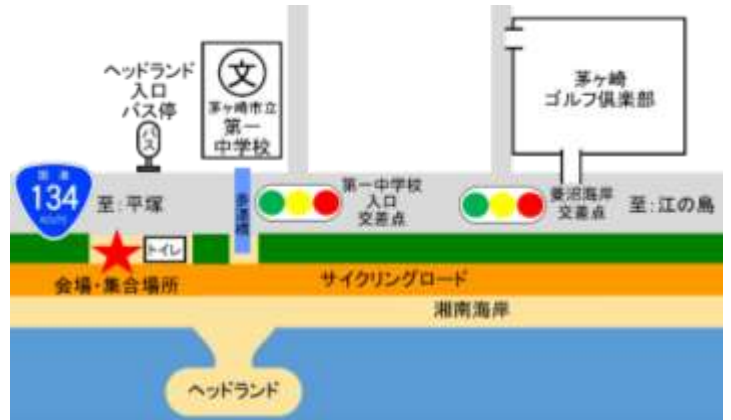 ヘッドランド
入口
バス停
バス
文
茅ヶ崎市立
第一
中学校
茅ヶ崎
ゴルフ倶楽部
国道
134
ROUTE
至:平塚
歩道橋
第一中学校
入口
交差点
菱沼海岸
交差点
至:江の島
トイレ
会場・集合場所
サイクリングロード
湘南海岸
ヘッドランド